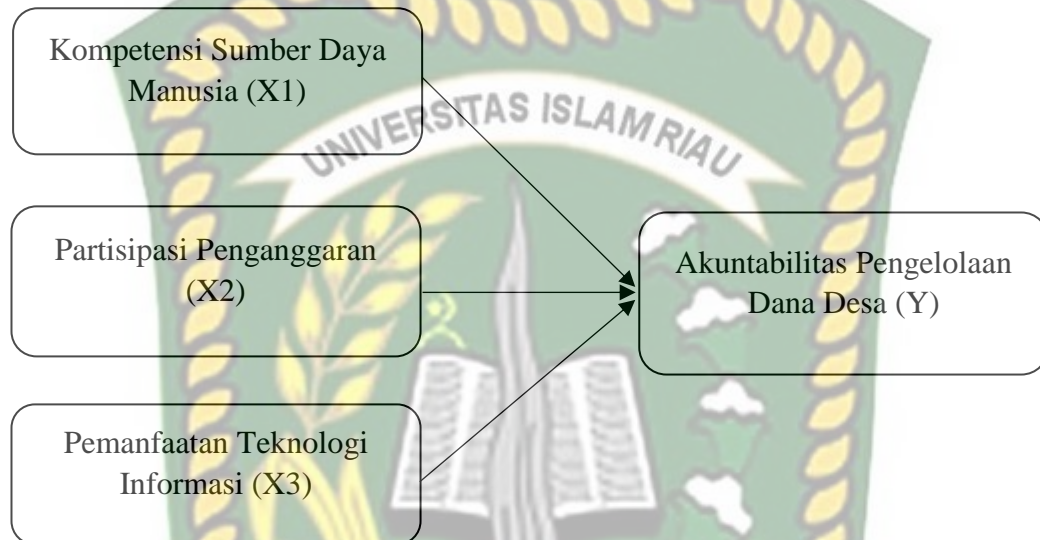 Kompetensi Sumber Daya
Manusia (X1)
UNIVERSITAS ISLAM RIAU
Partisipasi Penganggaran
(X2)
Akuntabilitas Pengelolaan
Dana Desa (Y)
Pemanfaatan Teknologi
Informasi (X3)